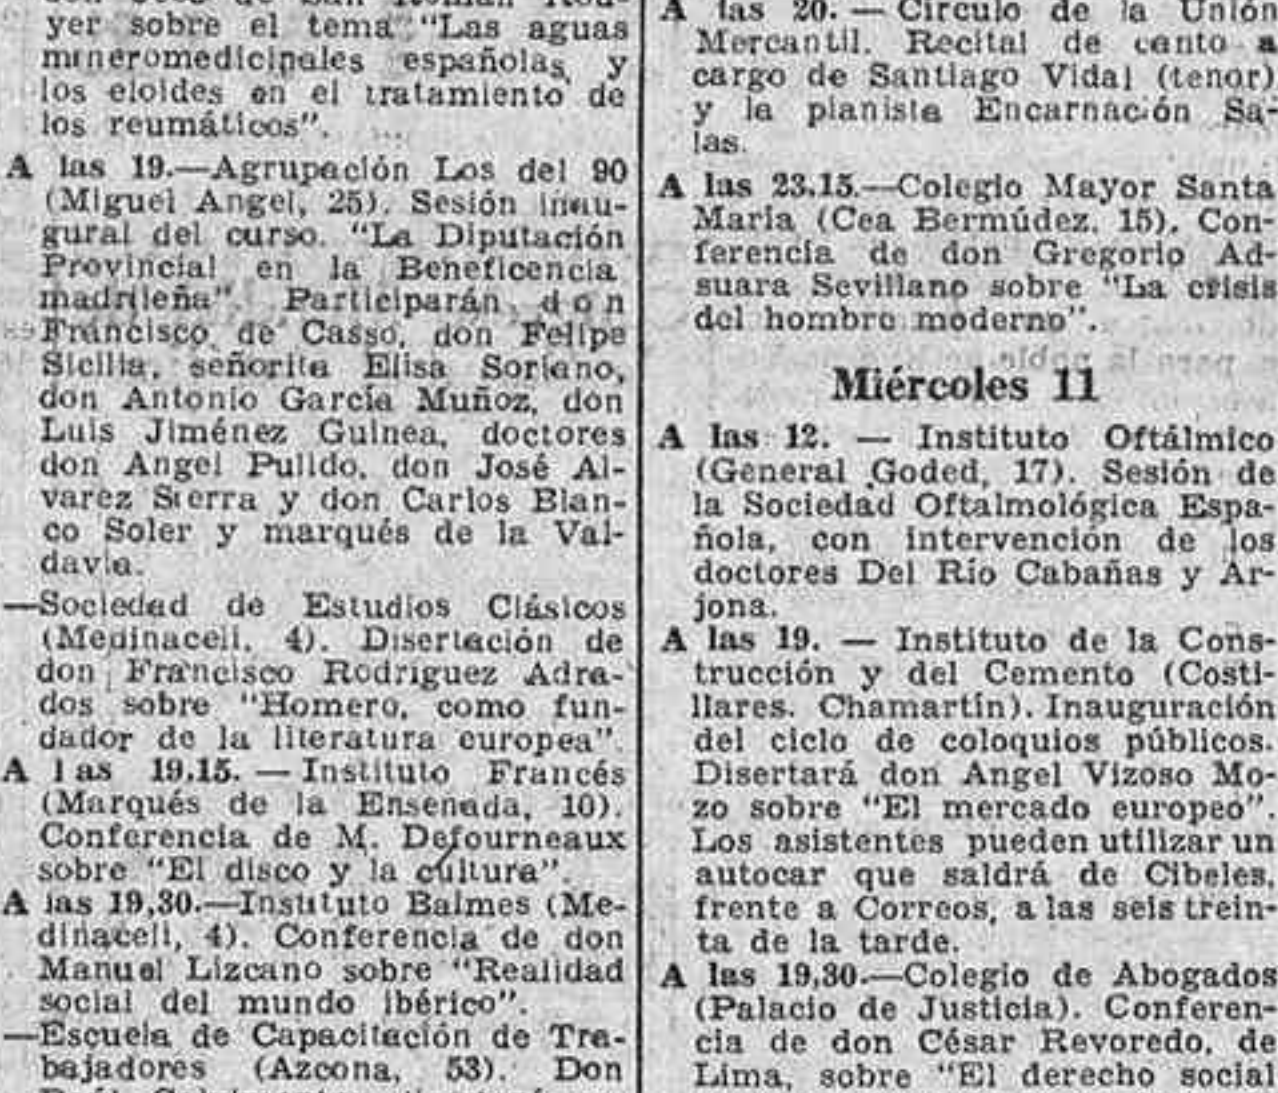 yer sobre el tema "Las aguas
mineromedicinales españolas y
los eloides en el tratamiento de
los reumáticos".
A las 19.—Agrupación Los del 90
(Miguel Angel, 25). Sesión inau-
gural del curso. "La Diputación
Provincial en la Beneficencia
madrileña". Participarán don
Francisco de Casso, don Felipe
Sicilia, señorita Elisa Soriano,
don Antonio García Muñoz, don
Luis Jiménez Guinea, doctores
don Angel Pulido, don José Al-
varez Sierra y don Carlos Blan-
co Soler y marqués de la Val-
davia.
—Sociedad de Estudios Clásicos
(Medinaceli, 4). Disertación de
don Francisco Rodríguez Adra-
dos sobre "Homero, como fun-
dador de la literatura europea".
A las 19.15. — Instituto Francés
(Marqués de la Ensenada, 10).
Conferencia de M. Defourneaux
sobre "El disco y la cultura".
A las 19,30.—Instituto Balmes (Me-
dinaceli, 4). Conferencia de don
Manuel Lizcano sobre "Realidad
social del mundo ibérico".
—Escuela de Capacitación de Tra-
bajadores (Azcona, 53). Don
A las 20. — Círculo de la Unión
Mercantil. Recital de canto a
cargo de Santiago Vidal (tenor)
y la pianista Encarnación Sa-
las.
A las 23.15.—Colegio Mayor Santa
María (Cea Bermúdez, 15). Con-
ferencia de don Gregorio Ad-
suara Sevillano sobre "La crisis
del hombre moderno".
Miércoles 11
A las 12. — Instituto Oftálmico
(General Goded, 17). Sesión de
la Sociedad Oftalmológica Espa-
ñola, con intervención de los
doctores Del Río Cabañas y Ar-
jona.
A las 19. — Instituto de la Cons-
trucción y del Cemento (Costi-
llares. Chamartín). Inauguración
del ciclo de coloquios públicos.
Disertará don Angel Vizoso Mo-
zo sobre "El mercado europeo".
Los asistentes pueden utilizar un
autocar que saldrá de Cibeles,
frente a Correos, a las seis trein-
ta de la tarde.
A las 19,30.—Colegio de Abogados
(Palacio de Justicia). Conferen-
cia de don César Revoredo, de
Lima, sobre "El derecho social